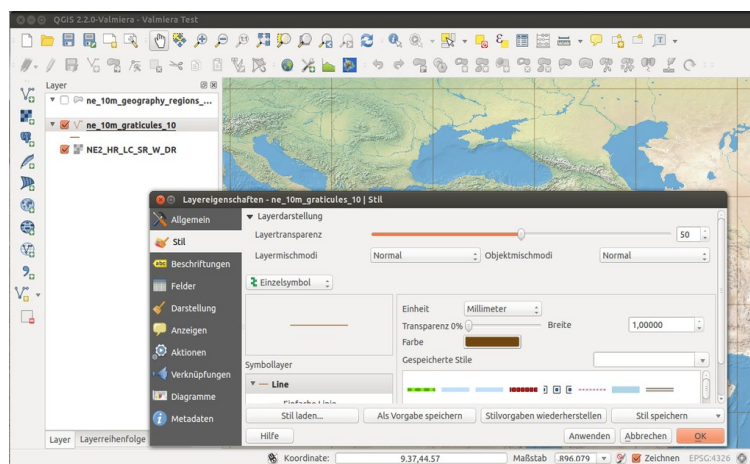 QGIS 2.2.0-Valmiera - Valmiera Test
Layer
ne_10m_geography_regions_...
ne_10m_graticules_10
NE2_HR_LC_SR_W_DR
Layereigenschaften - ne_10m_graticules_10 | Stil
Allgemein
Stil
Beschriftungen
Felder
Darstellung
Anzeigen
Aktionen
Verknüpfungen
Diagramme
Metadaten
Layerdarstellung
Layertransparenz 50
Layermischmodi Normal Objektmischmodi Normal
Einzelsymbol
Einheit Millimeter
Transparenz 0% Breite 1,00000
Farbe
Gespeicherte Stile
Symbollayer
Line
Einfache Linie
Stil laden... Als Vorgabe speichern Stilvorgaben wiederherstellen Stil speichern
Hilfe Anwenden Abbrechen OK
Layer Layerreihenfolge
Koordinate: 9.37,44.57 Maßstab .896.079 Zeichnen EPSG:4326